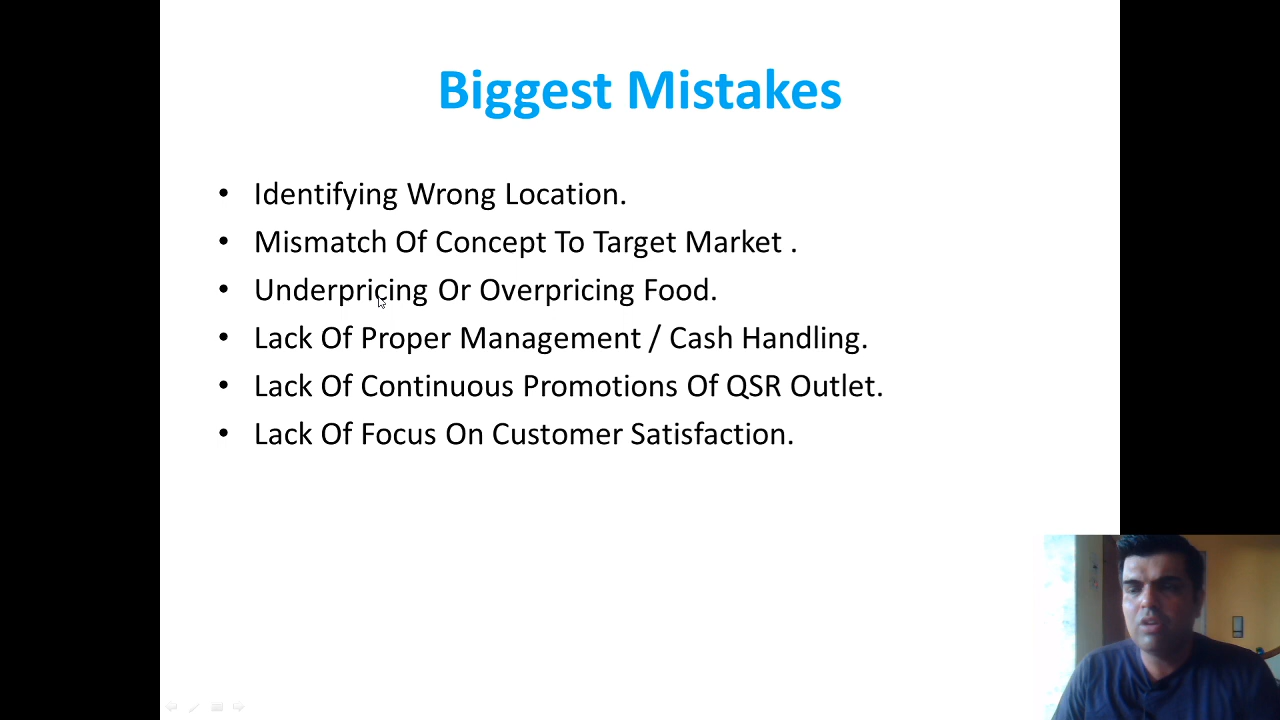 Biggest Mistakes
• Identifying Wrong Location.
• Mismatch Of Concept To Target Market .
• Underpricing Or Overpricing Food.
• Lack Of Proper Management / Cash Handling.
• Lack Of Continuous Promotions Of QSR Outlet.
• Lack Of Focus On Customer Satisfaction.